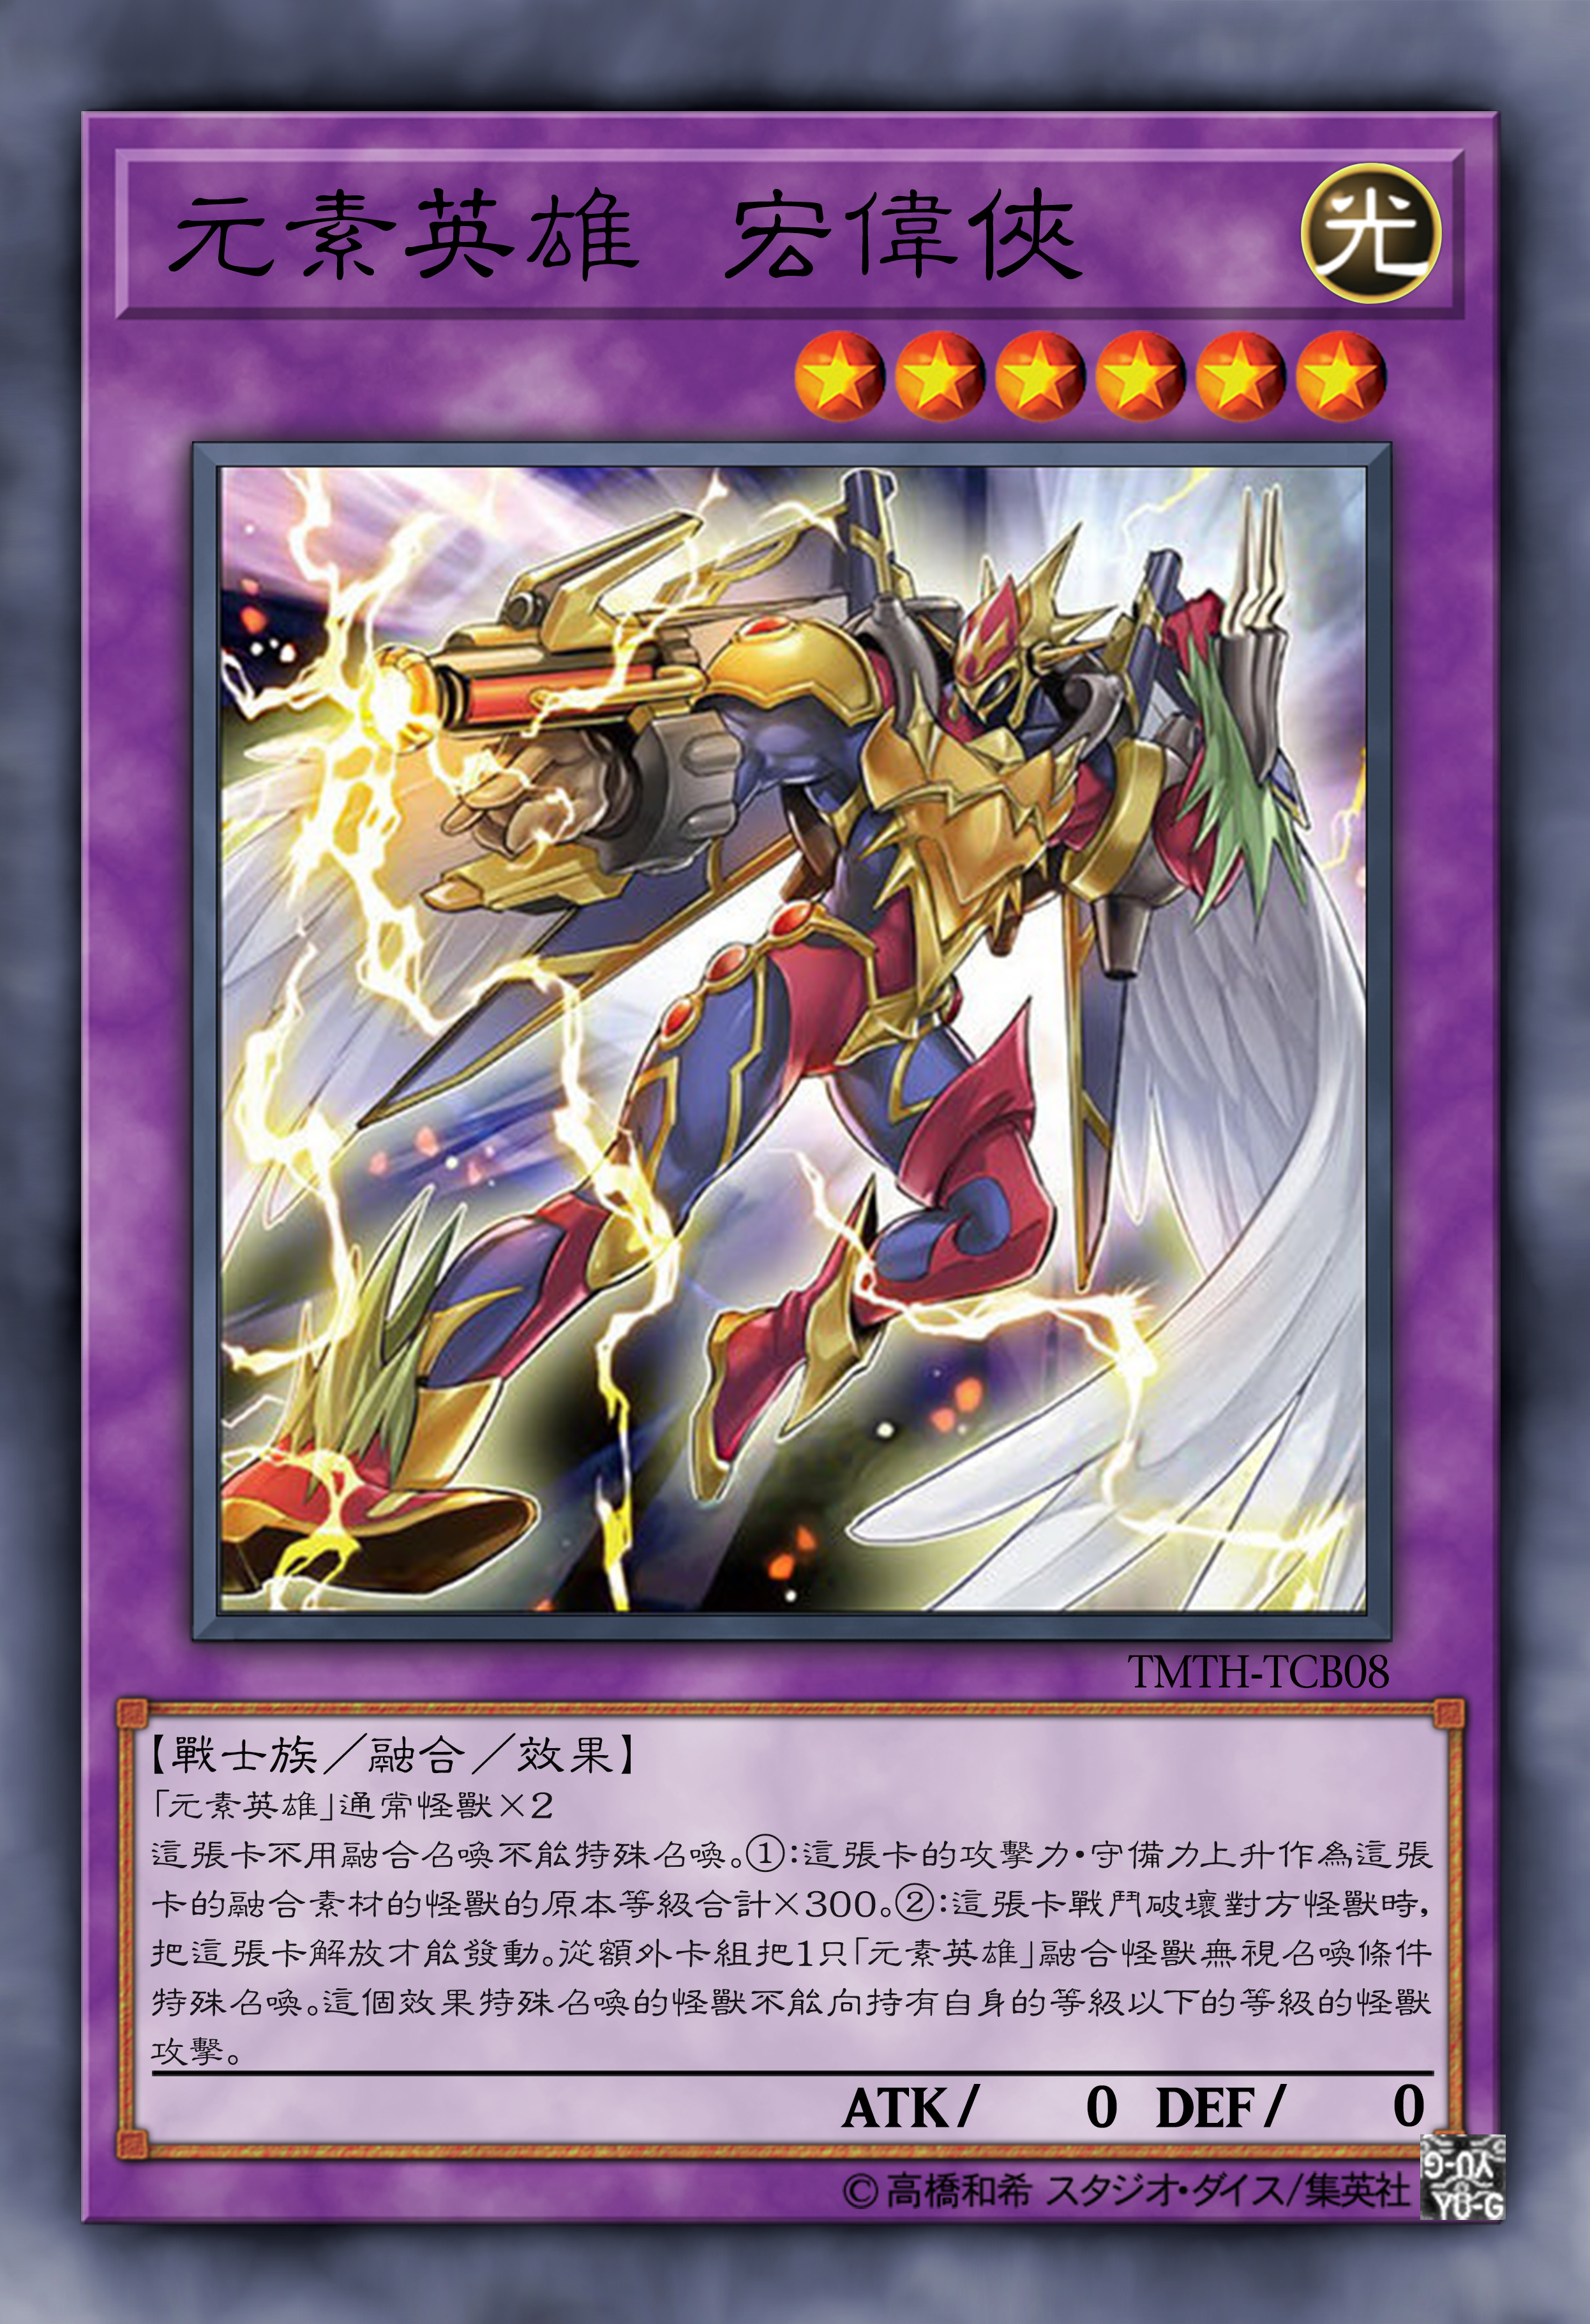 元素英雄 宏偉俠
光
TMTH-TCB08
【戰士族／融合／效果】
「元素英雄」通常怪獸×2
這張卡不用融合召喚不能特殊召喚。①：這張卡的攻擊力·守備力上升作為這張
卡的融合素材的怪獸的原本等級合計×300。②：這張卡戰鬥破壞對方怪獸時，
把這張卡解放才能發動。從額外卡組把1只「元素英雄」融合怪獸無視召喚條件
特殊召喚。這個效果特殊召喚的怪獸不能向持有自身的等級以下的等級的怪獸
攻擊。
ATK/ 0 DEF/ 0
©高橋和希 スタジオ・ダイス/集英社
YU-G
YU-G